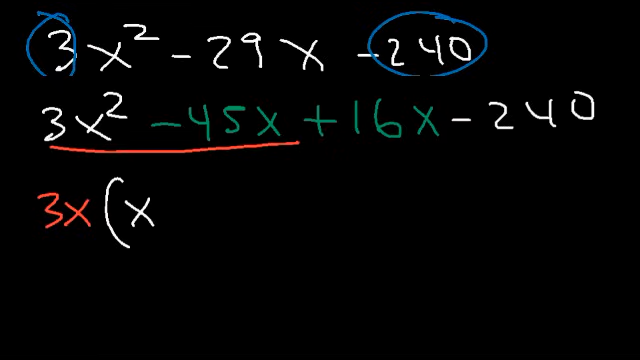 3x² - 29x - 240
3x² - 45x + 16x - 240
3x (x